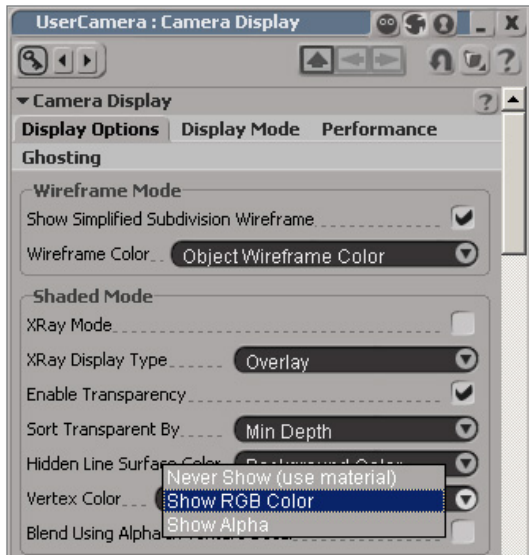 UserCamera : Camera Display
Camera Display
Display Options Display Mode Performance
Ghosting
Wireframe Mode
Show Simplified Subdivision Wireframe
Wireframe Color Object Wireframe Color
Shaded Mode
XRay Mode
XRay Display Type Overlay
Enable Transparency
Sort Transparent By Min Depth
Hidden Line Surface Color Background Color
Never Show (use material)
Vertex Color Show RGB Color
Show Alpha
Blend Using Alpha